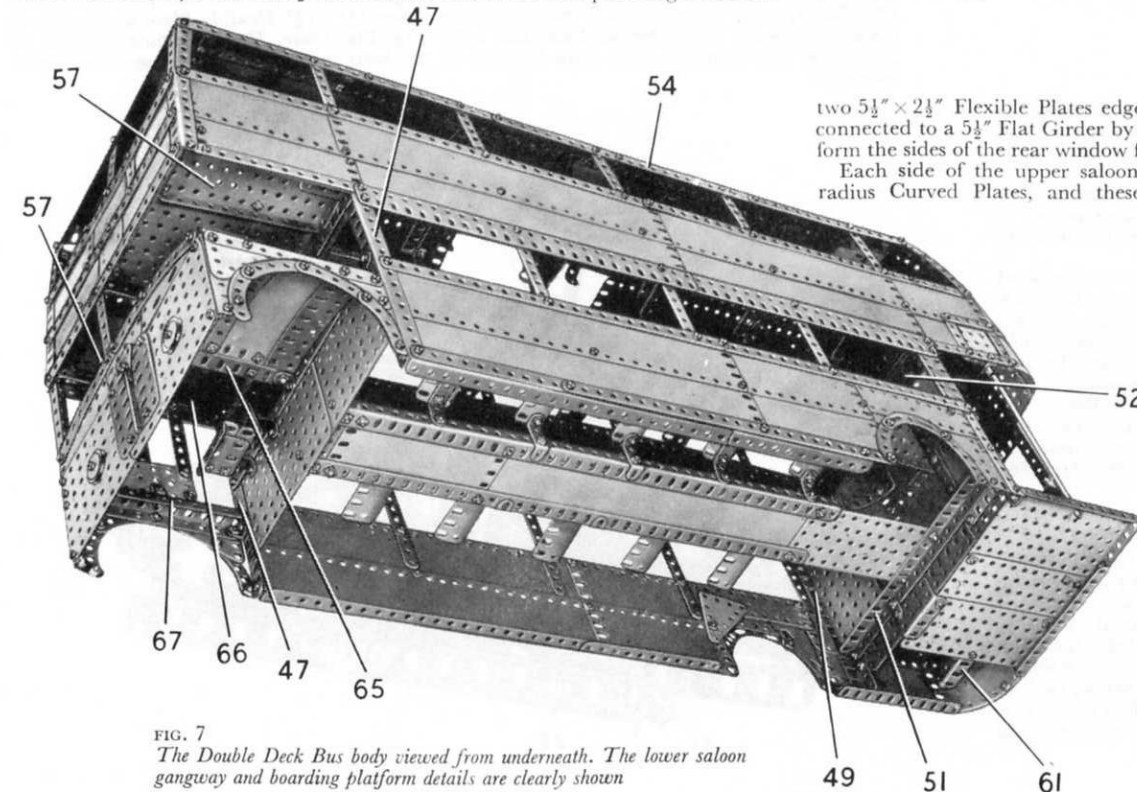 47
57
54
two 5½″ × 2½″ Flexible Plates edge
connected to a 5½″ Flat Girder by
form the sides of the rear window f
Each side of the upper saloon
radius Curved Plates, and these
57
52
67
66
47
65
49
51
61
FIG. 7
The Double Deck Bus body viewed from underneath. The lower saloon
gangway and boarding platform details are clearly shown